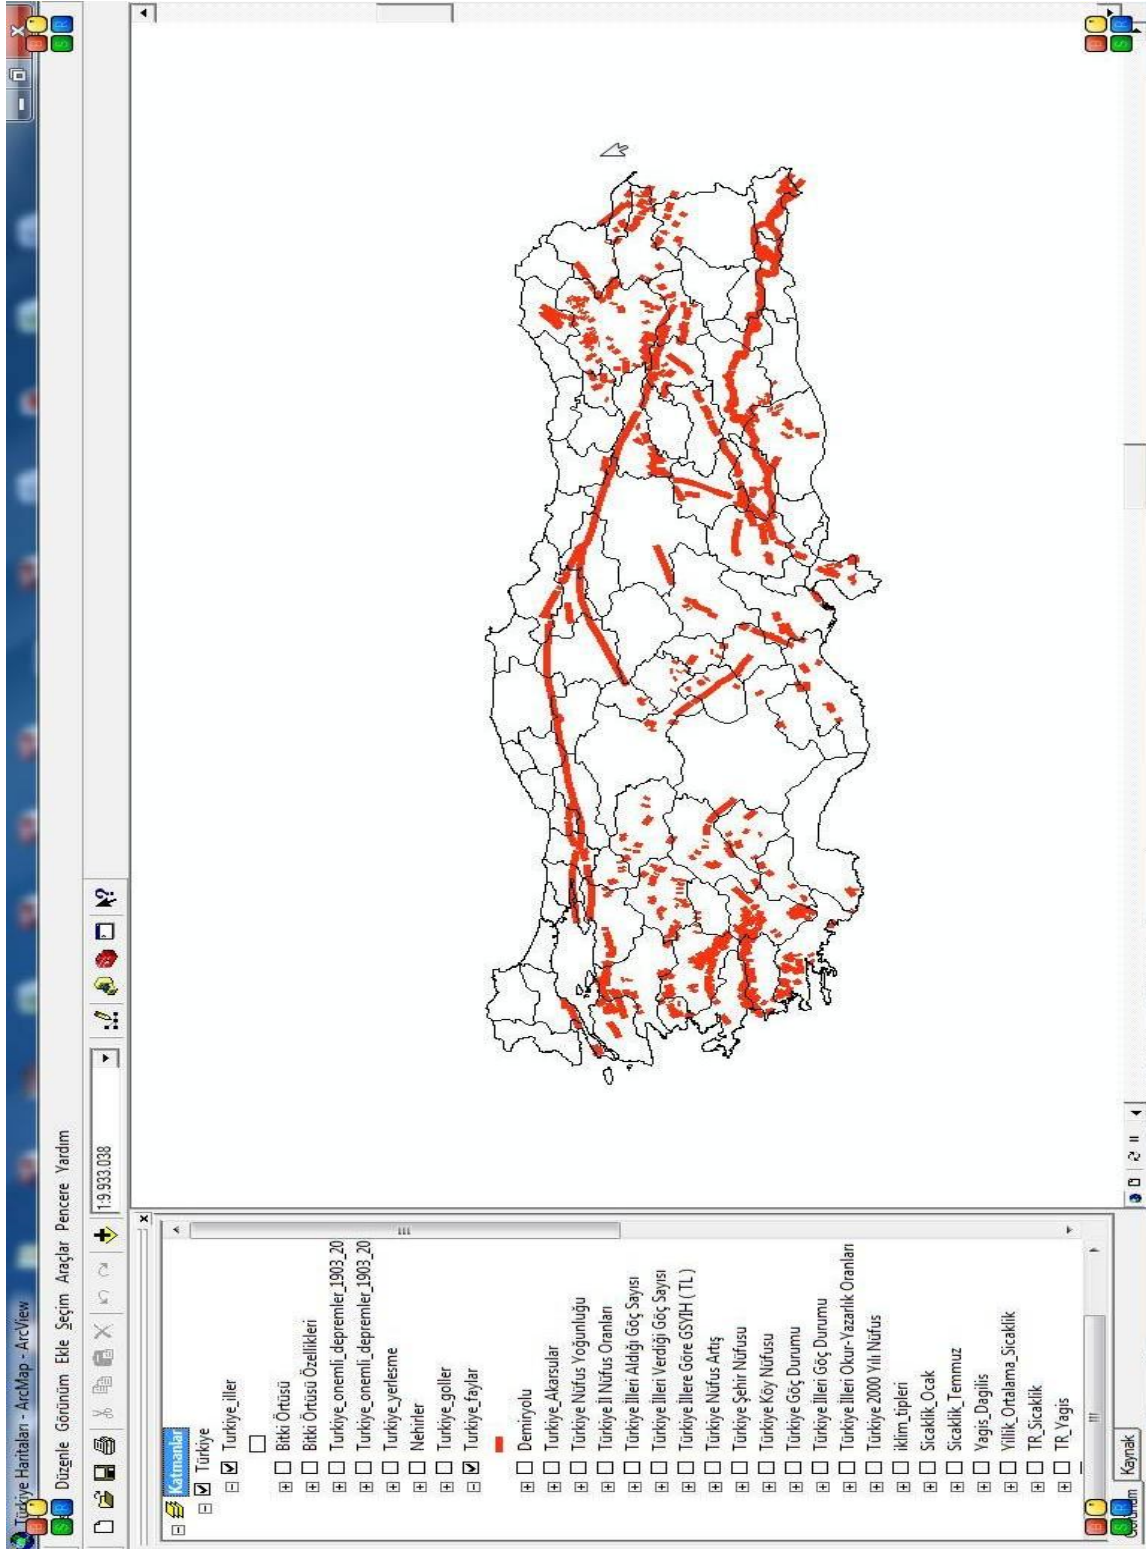 Türkiye Haritaları - ArcMap - ArcView
Düzenle Görünüm Ekle Seçim Araçlar Pencere Yardım
1:9.933.038
Katmanlar
Türkiye
Turkiye_iller
Bitki Örtüsü
Bitki Örtüsü Özellikleri
Turkiye_onemli_depremler_1903_20
Turkiye_onemli_depremler_1903_20
Turkiye_yerlesme
Nehirler
Turkiye_goller
Turkiye_faylar
Demiryolu
Turkiye_Akarsular
Türkiye Nüfus Yoğunluğu
Türkiye İl Nüfus Oranları
Türkiye İlleri Aldığı Göç Sayısı
Türkiye İlleri Verdiği Göç Sayısı
Türkiye İllere Göre GSYIH ( TL )
Türkiye Nüfus Artış
Türkiye Şehir Nüfusu
Türkiye Köy Nüfusu
Türkiye Göç Durumu
Türkiye İlleri Göç Durumu
Türkiye İlleri Okur-Yazarlık Oranları
Türkiye 2000 Yılı Nüfus
iklim_tipleri
Sicaklik_Ocak
Sicaklik_Temmuz
Yagis_Dagilis
Yillik_Ortalama_Sicaklik
TR_Sicaklik
TR_Yagis
Görünüm Kaynak
B S R
B S R
B S R
B S R